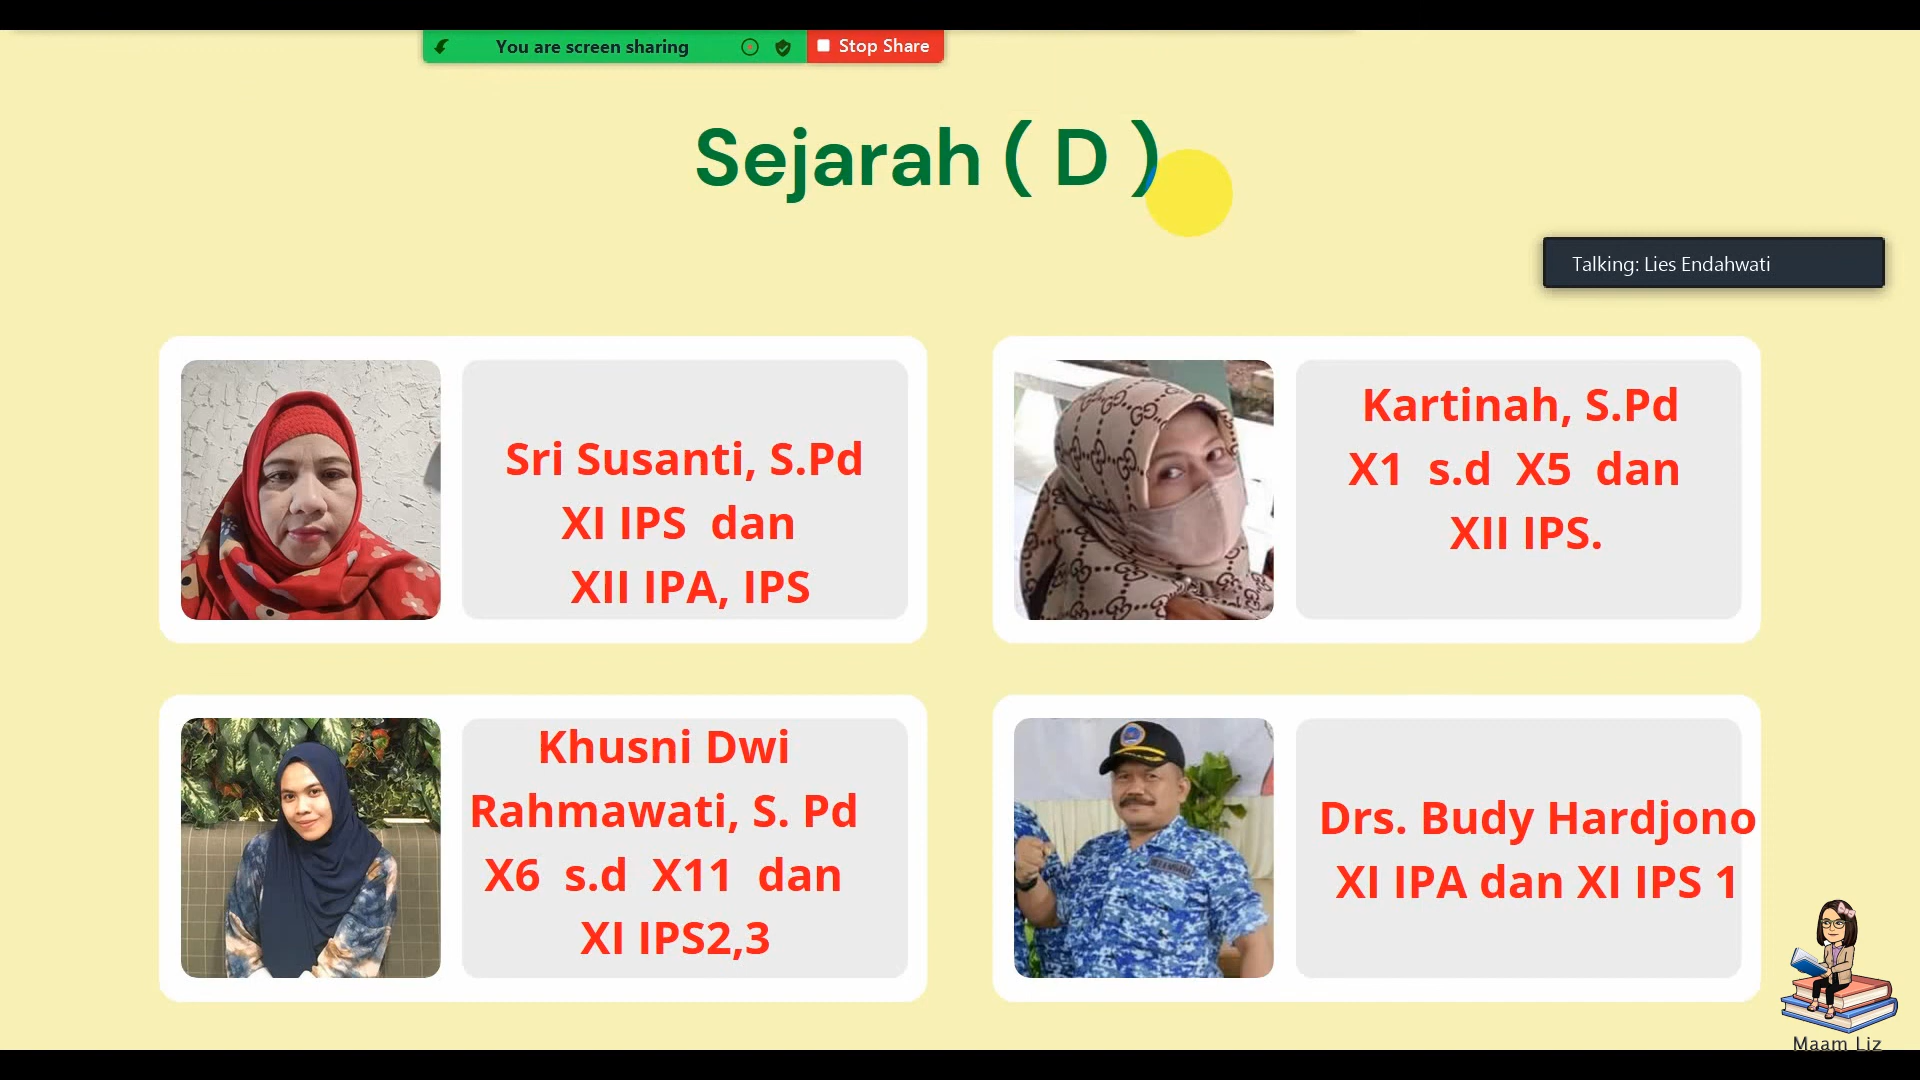 You are screen sharing
Stop Share
Sejarah ( D )
Talking: Lies Endahwati
Sri Susanti, S.Pd
XI IPS dan
XII IPA, IPS
Kartinah, S.Pd
X1 s.d X5 dan
XII IPS.
Khusni Dwi
Rahmawati, S. Pd
X6 s.d X11 dan
XI IPS2,3
Drs. Budy Hardjono
XI IPA dan XI IPS 1
Maam Liz